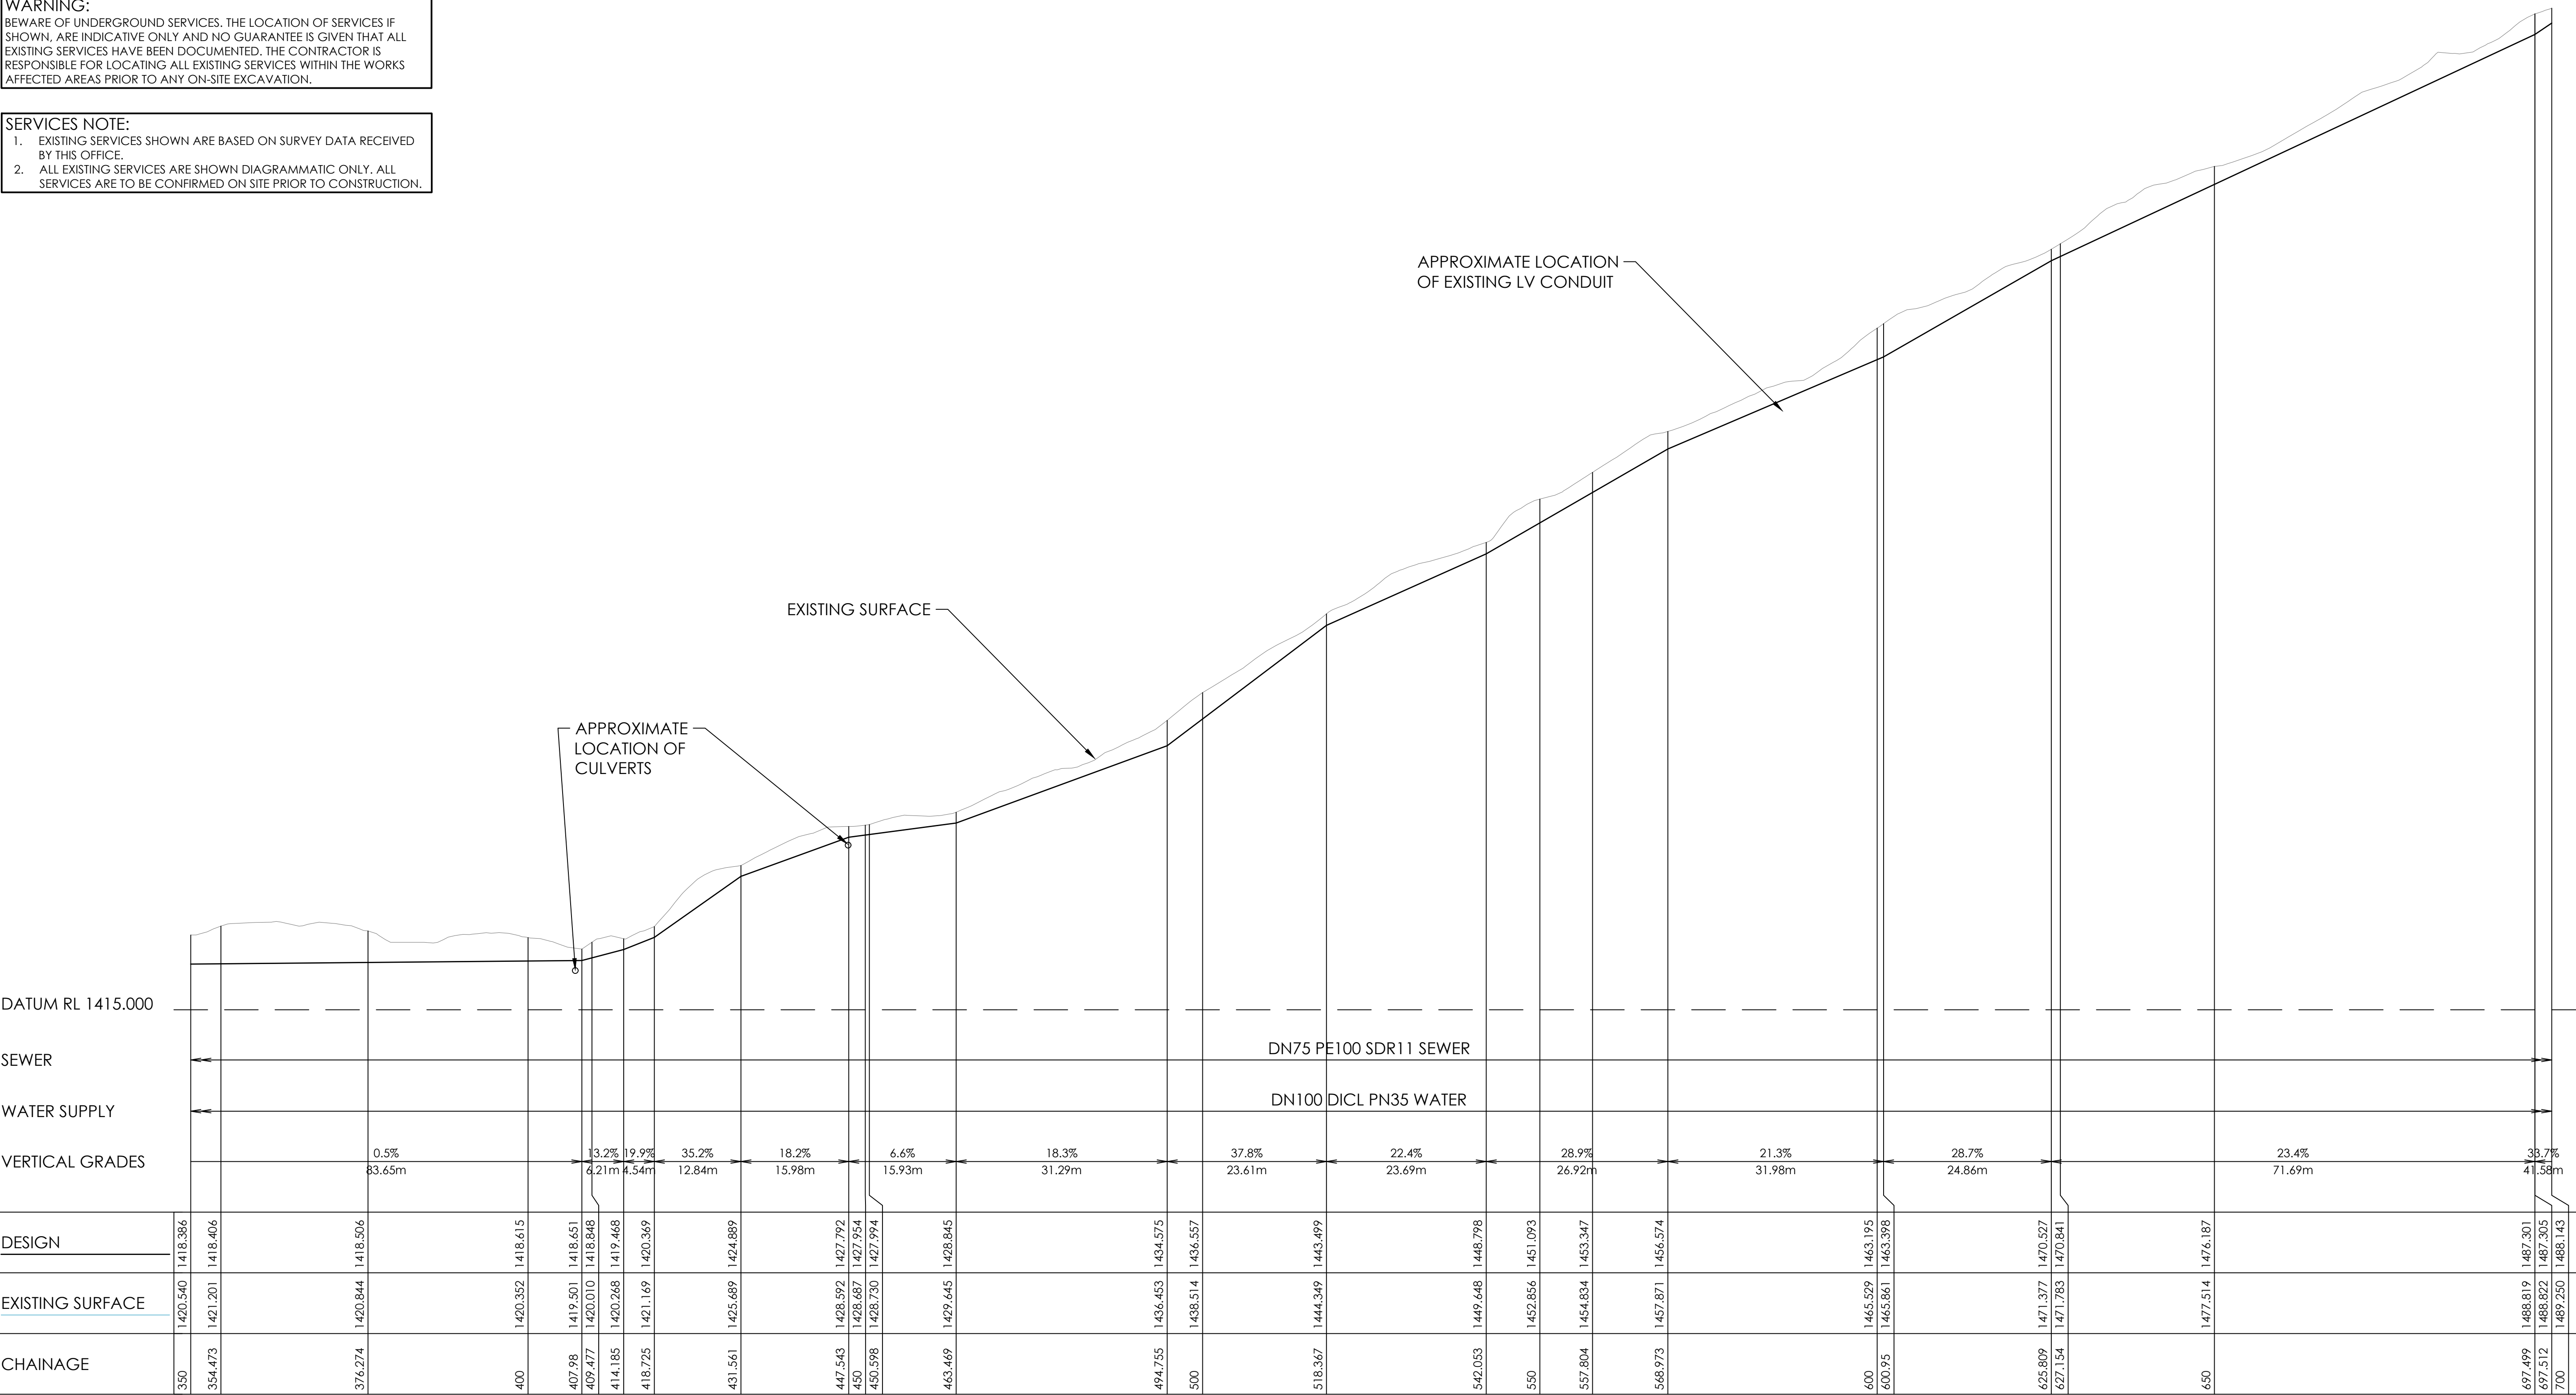 WARNING:
BEWARE OF UNDERGROUND SERVICES. THE LOCATION OF SERVICES IF
SHOWN, ARE INDICATIVE ONLY AND NO GUARANTEE IS GIVEN THAT ALL
EXISTING SERVICES HAVE BEEN DOCUMENTED. THE CONTRACTOR IS
RESPONSIBLE FOR LOCATING ALL EXISTING SERVICES WITHIN THE WORKS
AFFECTED AREAS PRIOR TO ANY ON-SITE EXCAVATION.
SERVICES NOTE:
1. EXISTING SERVICES SHOWN ARE BASED ON SURVEY DATA RECEIVED
BY THIS OFFICE.
2. ALL EXISTING SERVICES ARE SHOWN DIAGRAMMATIC ONLY. ALL
SERVICES ARE TO BE CONFIRMED ON SITE PRIOR TO CONSTRUCTION.
APPROXIMATE LOCATION
OF EXISTING LV CONDUIT
EXISTING SURFACE
APPROXIMATE
LOCATION OF
CULVERTS
DATUM RL 1415.000
SEWER
DN75 PE100 SDR11 SEWER
WATER SUPPLY
DN100 DICL PN35 WATER
VERTICAL GRADES
0.5% 13.2% 19.9% 35.2% 18.2% 6.6% 18.3% 37.8% 22.4% 28.9% 21.3% 28.7% 23.4% 33.7%
83.65m 6.21m 4.54m 12.84m 15.98m 15.93m 31.29m 23.61m 23.69m 26.92m 31.98m 24.86m 71.69m 41.58m
DESIGN 1418.386 1418.406 1418.506 1418.615 1418.651 1418.848 1419.468 1420.369 1424.889 1427.792 1427.954 1427.994 1428.845 1434.575 1436.557 1443.499 1448.798 1451.093 1453.347 1456.574 1463.195 1463.398 1470.527 1470.841 1476.187 1487.301 1487.305 1488.143
EXISTING SURFACE 1420.540 1421.201 1420.844 1420.352 1419.501 1420.010 1420.268 1421.169 1425.689 1428.592 1428.687 1428.730 1429.645 1436.453 1438.514 1444.349 1449.648 1452.856 1454.834 1457.871 1465.529 1465.861 1471.377 1471.783 1477.514 1488.819 1488.822 1489.250
CHAINAGE 350 354.473 376.274 400 407.98 409.477 414.185 418.725 431.561 447.543 450 450.598 463.469 494.755 500 518.367 542.053 550 557.804 568.973 600 600.95 625.809 627.154 650 697.499 697.512 700